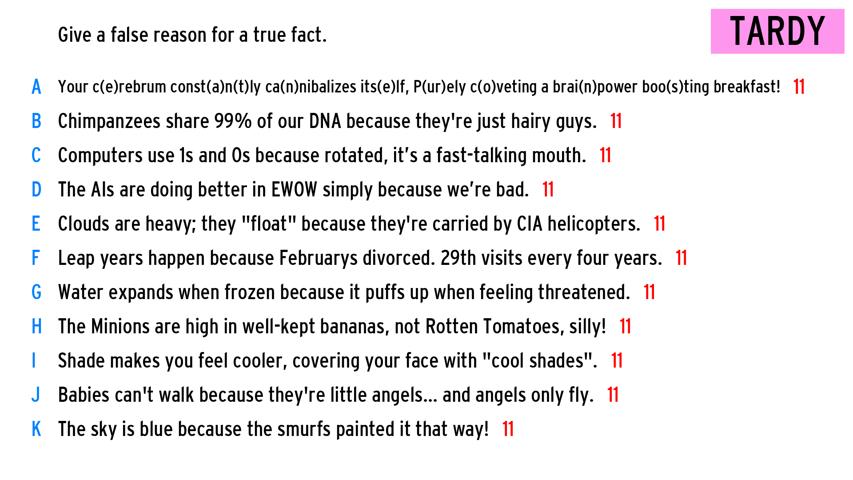 Give a false reason for a true fact.
TARDY
A Your c(e)rebrum const(a)n(t)ly ca(n)nibalizes its(e)lf, P(ur)ely c(o)veting a brai(n)power boo(s)ting breakfast! 11
B Chimpanzees share 99% of our DNA because they're just hairy guys. 11
C Computers use 1s and 0s because rotated, it’s a fast-talking mouth. 11
D The AIs are doing better in EWOW simply because we’re bad. 11
E Clouds are heavy; they "float" because they're carried by CIA helicopters. 11
F Leap years happen because Februarys divorced. 29th visits every four years. 11
G Water expands when frozen because it puffs up when feeling threatened. 11
H The Minions are high in well-kept bananas, not Rotten Tomatoes, silly! 11
I Shade makes you feel cooler, covering your face with "cool shades". 11
J Babies can't walk because they're little angels... and angels only fly. 11
K The sky is blue because the smurfs painted it that way! 11